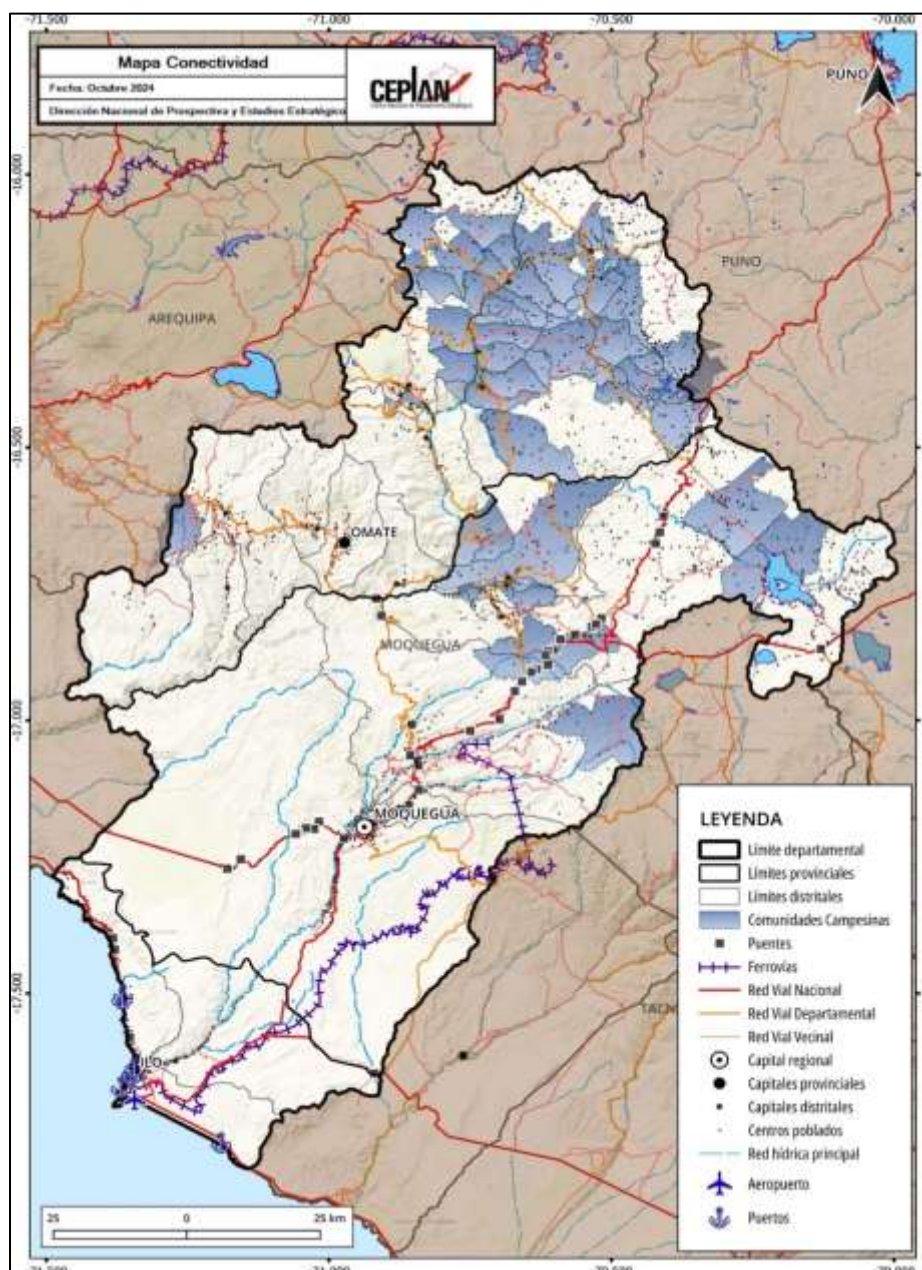 -71.500
-71.000
-70.500
-70.000
Mapa Conectividad
Fecha: Octubre 2024
Dirección Nacional de Prospectiva y Estudios Estratégico
CEPLAN
PUNO
-16.000
PUNO
AREQUIPA
-16.500
OMATE
MOQUEGUA
-17.000
MOQUEGUA
-17.500
ILO
LEYENDA
Límite departamental
Límites provinciales
Límites distritales
Comunidades Campesinas
Puentes
Ferrovías
Red Vial Nacional
Red Vial Departamental
Red Vial Vecinal
Capital regional
Capitales provinciales
Capitales distritales
Centros poblados
Red hídrica principal
Aeropuerto
Puertos
25 0 25 km
-71.000